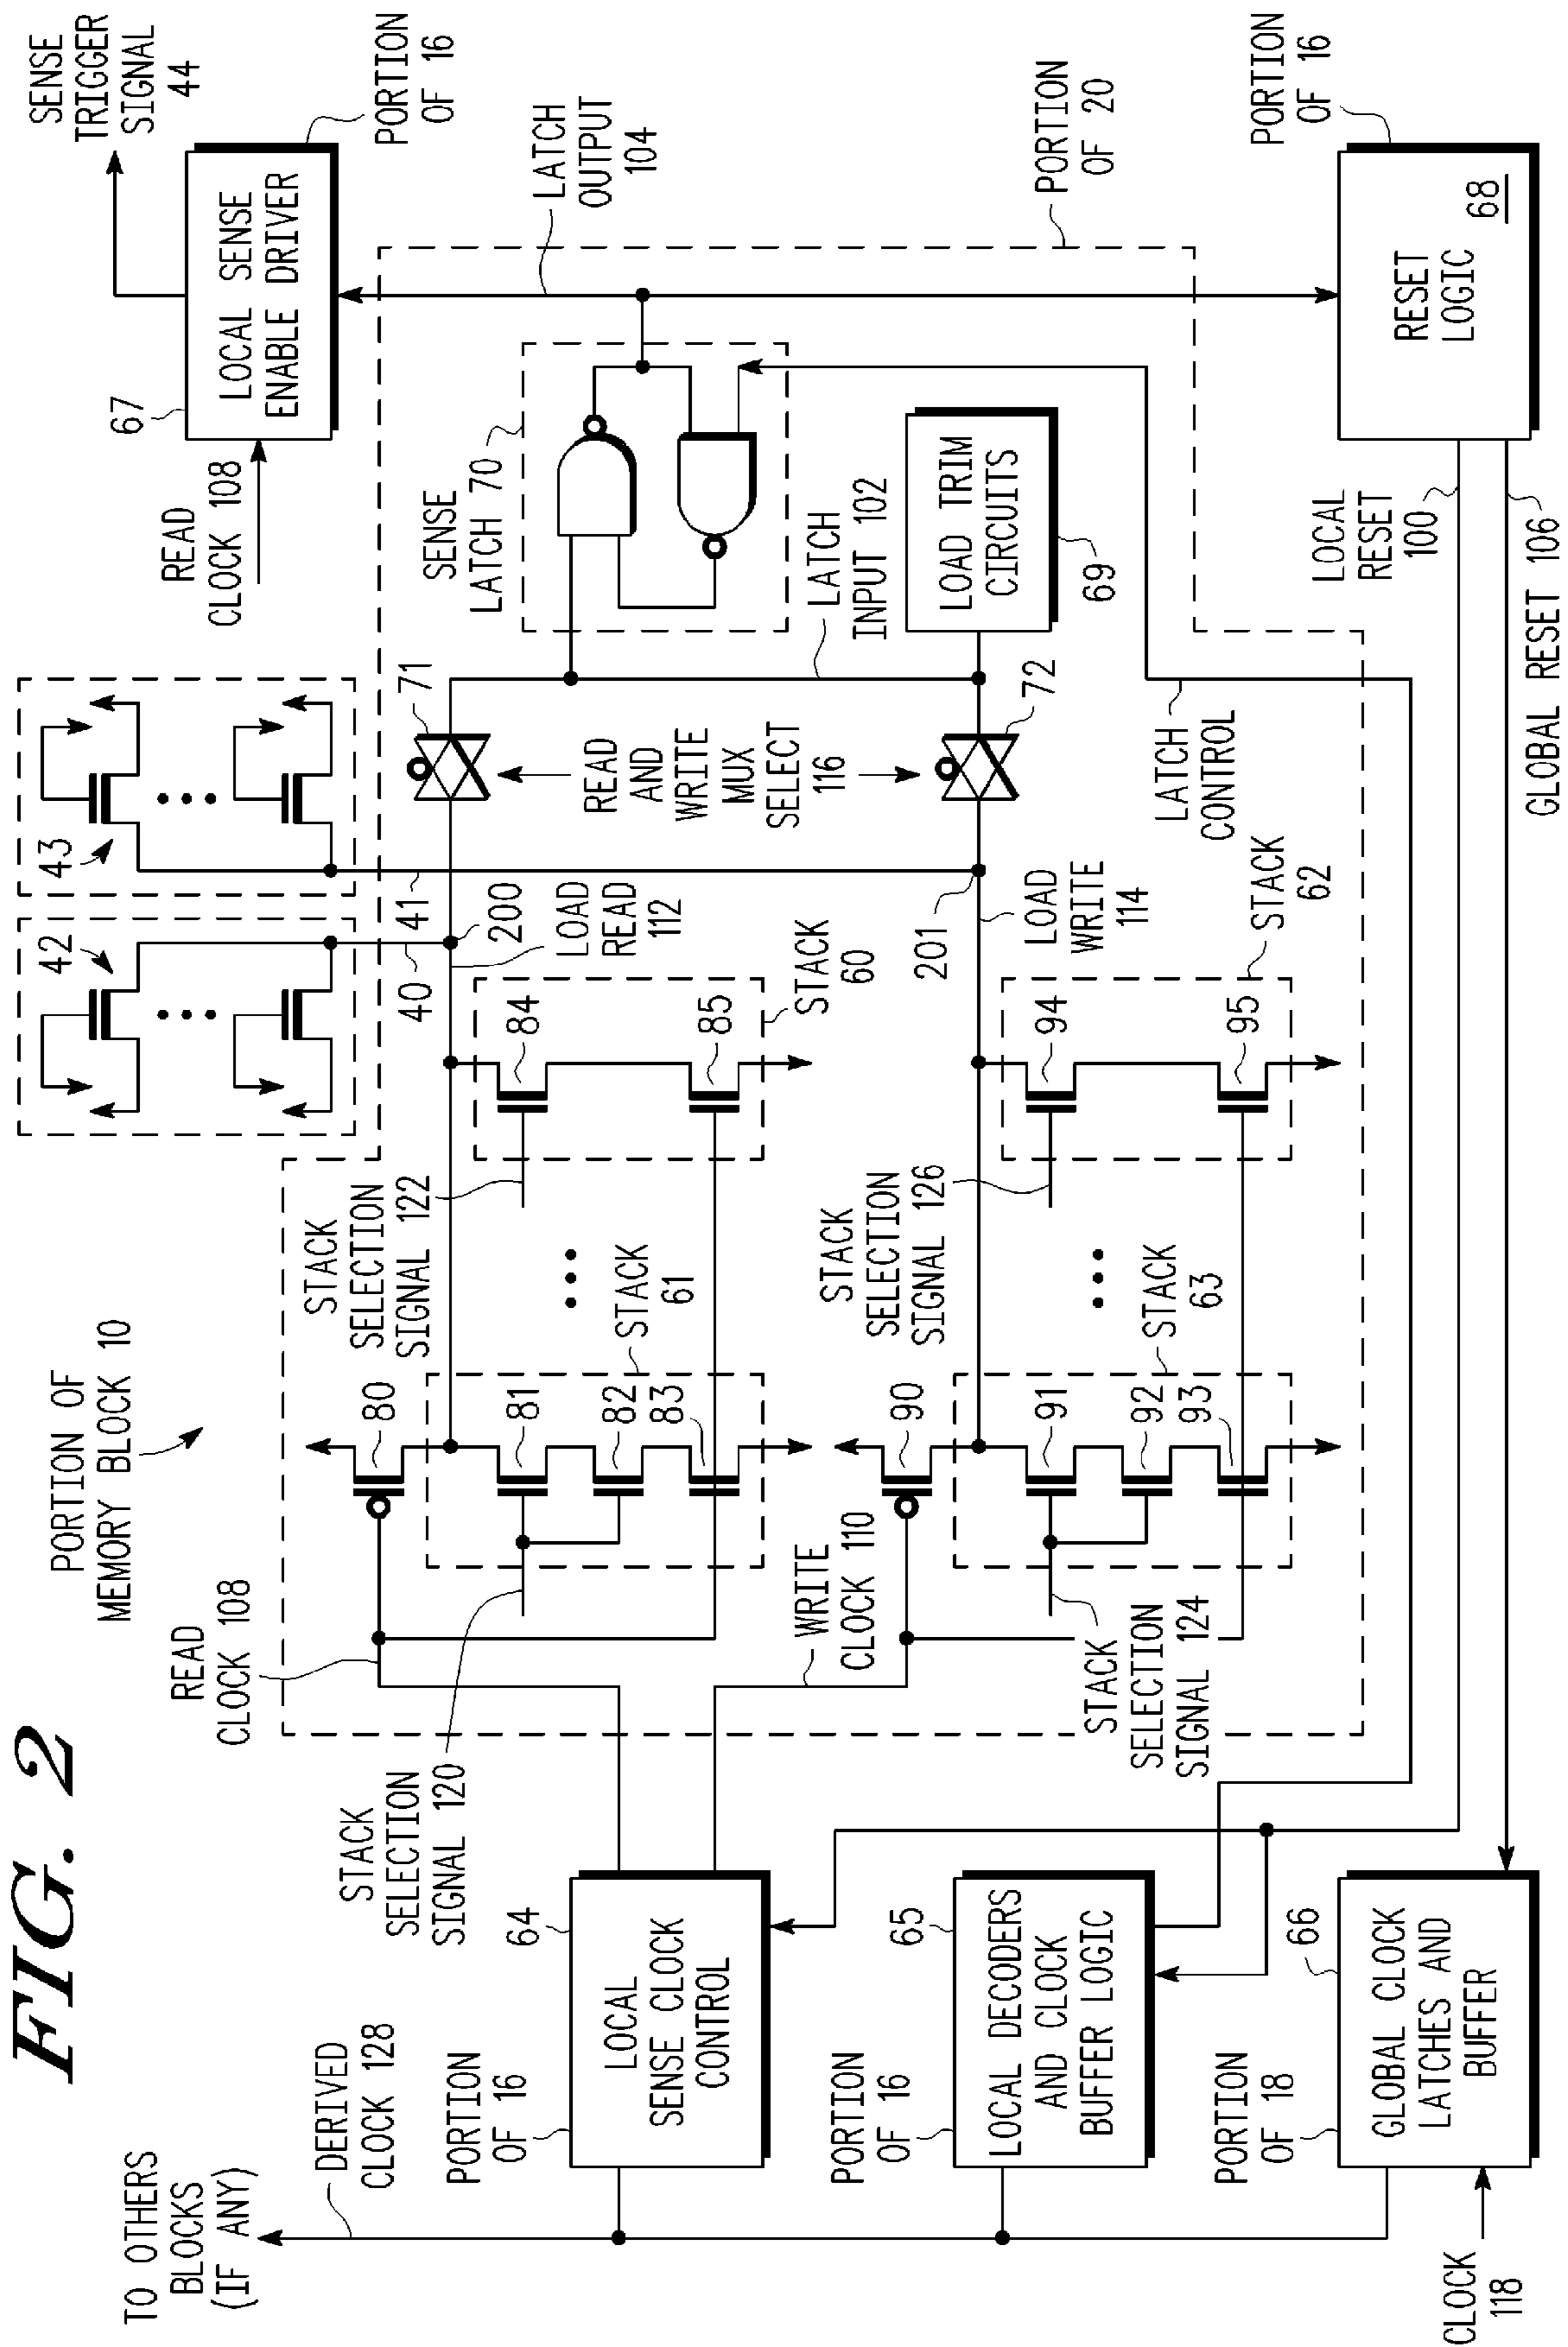 FIG. 2
PORTION OF
MEMORY BLOCK 10
TO OTHERS
BLOCKS
(IF ANY)
DERIVED
CLOCK 128
PORTION
OF 16
LOCAL
SENSE CLOCK
CONTROL
64
PORTION
OF 16
LOCAL DECODERS
AND CLOCK
BUFFER LOGIC
65
PORTION
OF 18
GLOBAL CLOCK
LATCHES AND
BUFFER
66
CLOCK
118
READ
CLOCK 108
STACK
SELECTION
SIGNAL 120
WRITE
CLOCK 110
STACK
SELECTION
SIGNAL 124
80
81
82
83
STACK
61
90
91
92
93
STACK
63
STACK
SELECTION
SIGNAL 122
STACK
SELECTION
SIGNAL 126
84
85
STACK
60
94
95
STACK
62
42
43
40
41
200
LOAD
READ
112
201
LOAD
WRITE
114
71
READ
AND
WRITE
MUX
SELECT
116
72
LATCH
CONTROL
SENSE
LATCH 70
LATCH
INPUT 102
LOAD TRIM
CIRCUITS
69
READ
CLOCK 108
67
LOCAL SENSE
ENABLE DRIVER
SENSE
TRIGGER
SIGNAL
44
PORTION
OF 16
LATCH
OUTPUT
104
PORTION
OF 20
PORTION
OF 16
RESET
LOGIC
68
LOCAL
RESET
100
GLOBAL RESET 106